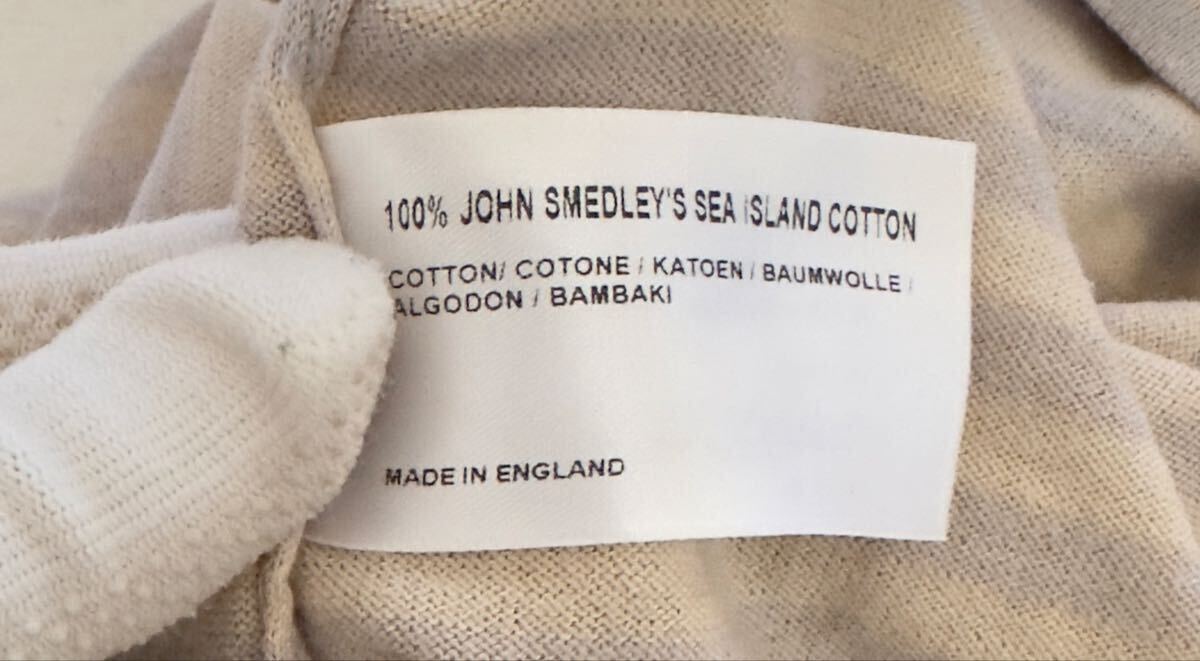 100% JOHN SMEDLEY'S SEA ISLAND COTTON
COTTON/ COTONE / KATOEN / BAUMWOLLE /
ALGODON / BAMBAKI
MADE IN ENGLAND